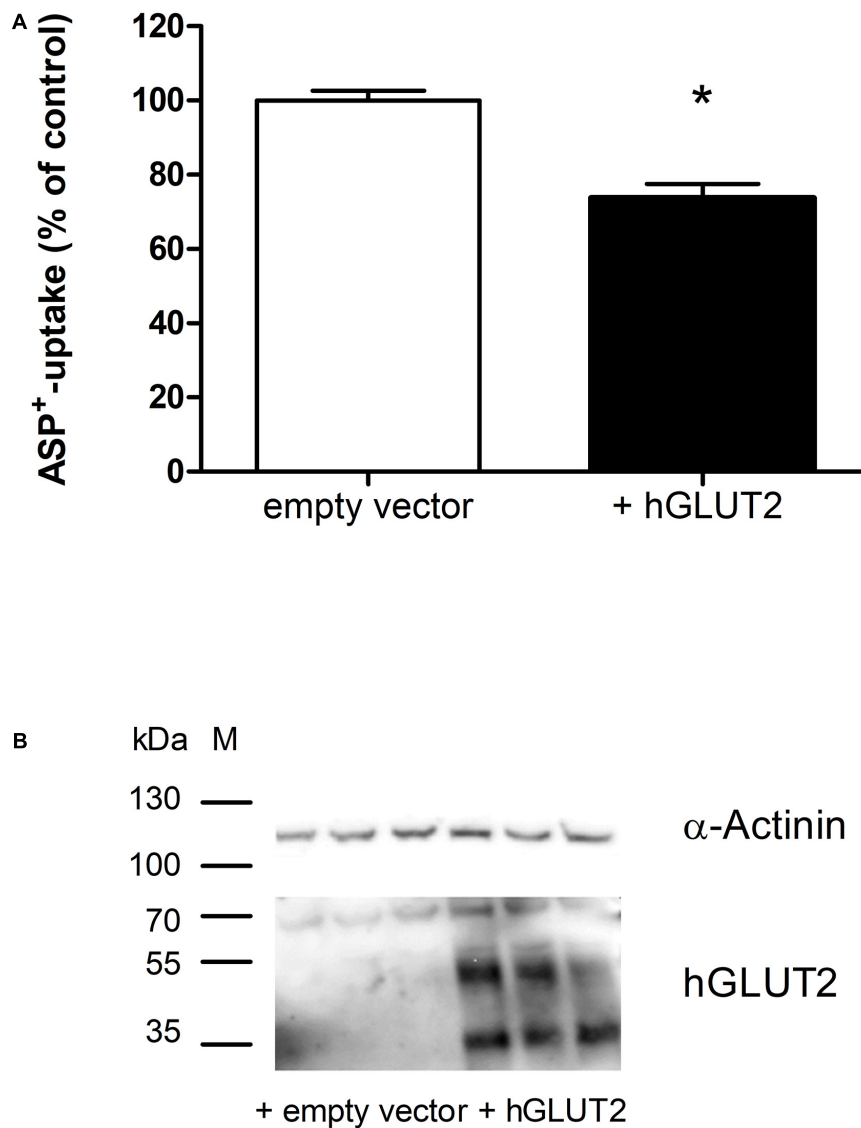 A
ASP+-uptake (% of control)
120
100
80
60
40
20
0
*
empty vector
+ hGLUT2
B
kDa M
130
100
70
55
35
α-Actinin
hGLUT2
+ empty vector + hGLUT2